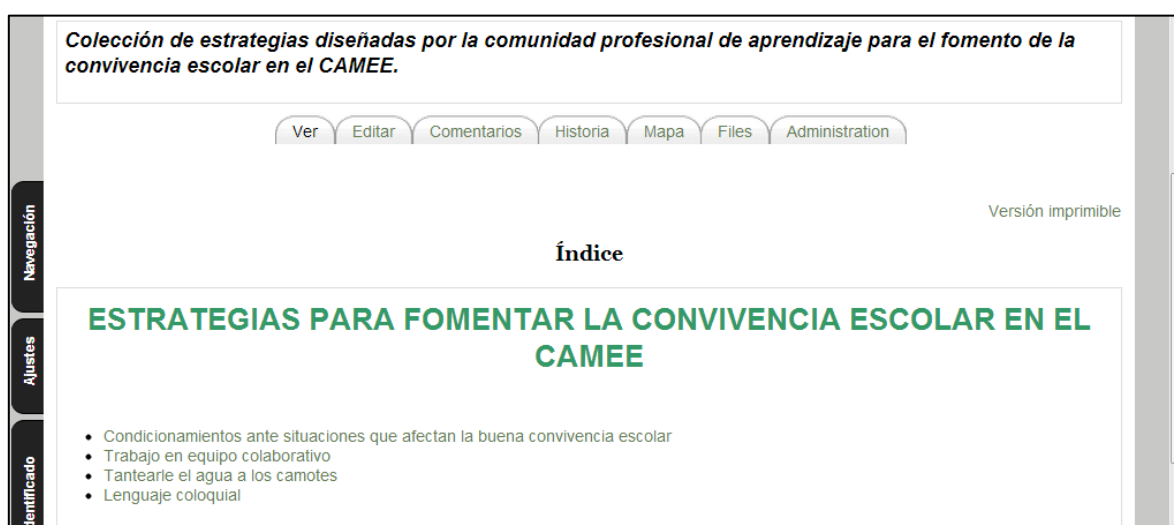 Colección de estrategias diseñadas por la comunidad profesional de aprendizaje para el fomento de la
convivencia escolar en el CAMEE.
Ver Editar Comentarios Historia Mapa Files Administration
Navegación
Versión imprimible
Índice
ESTRATEGIAS PARA FOMENTAR LA CONVIVENCIA ESCOLAR EN EL
CAMEE
Ajustes
Condicionamientos ante situaciones que afectan la buena convivencia escolar
Trabajo en equipo colaborativo
Tantearle el agua a los camotes
Lenguaje coloquial